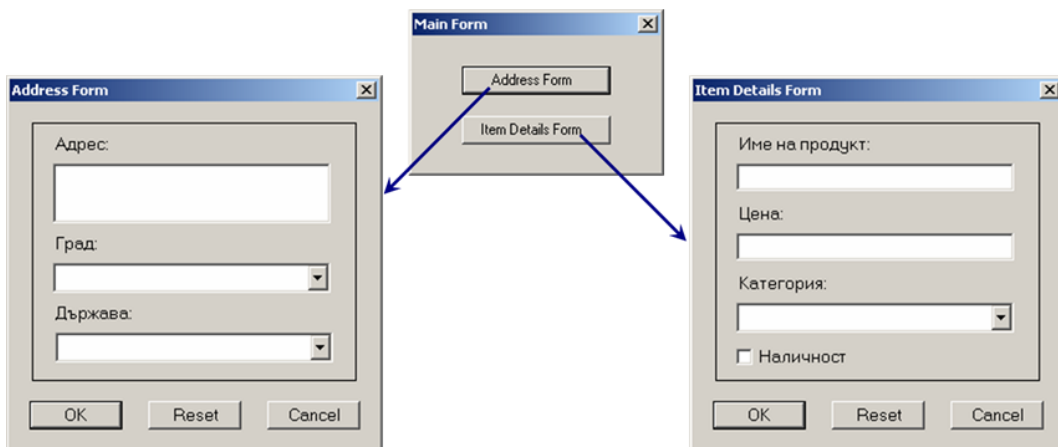 Main Form
Address Form
Item Details Form
Address Form
Адрес:
Град:
Държава:
OK Reset Cancel
Item Details Form
Име на продукт:
Цена:
Категория:
Наличност
OK Reset Cancel